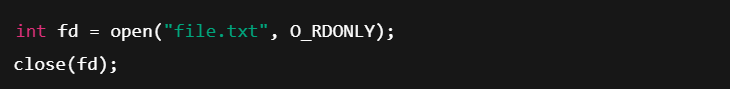 int fd = open("file.txt", O_RDONLY);
close(fd);